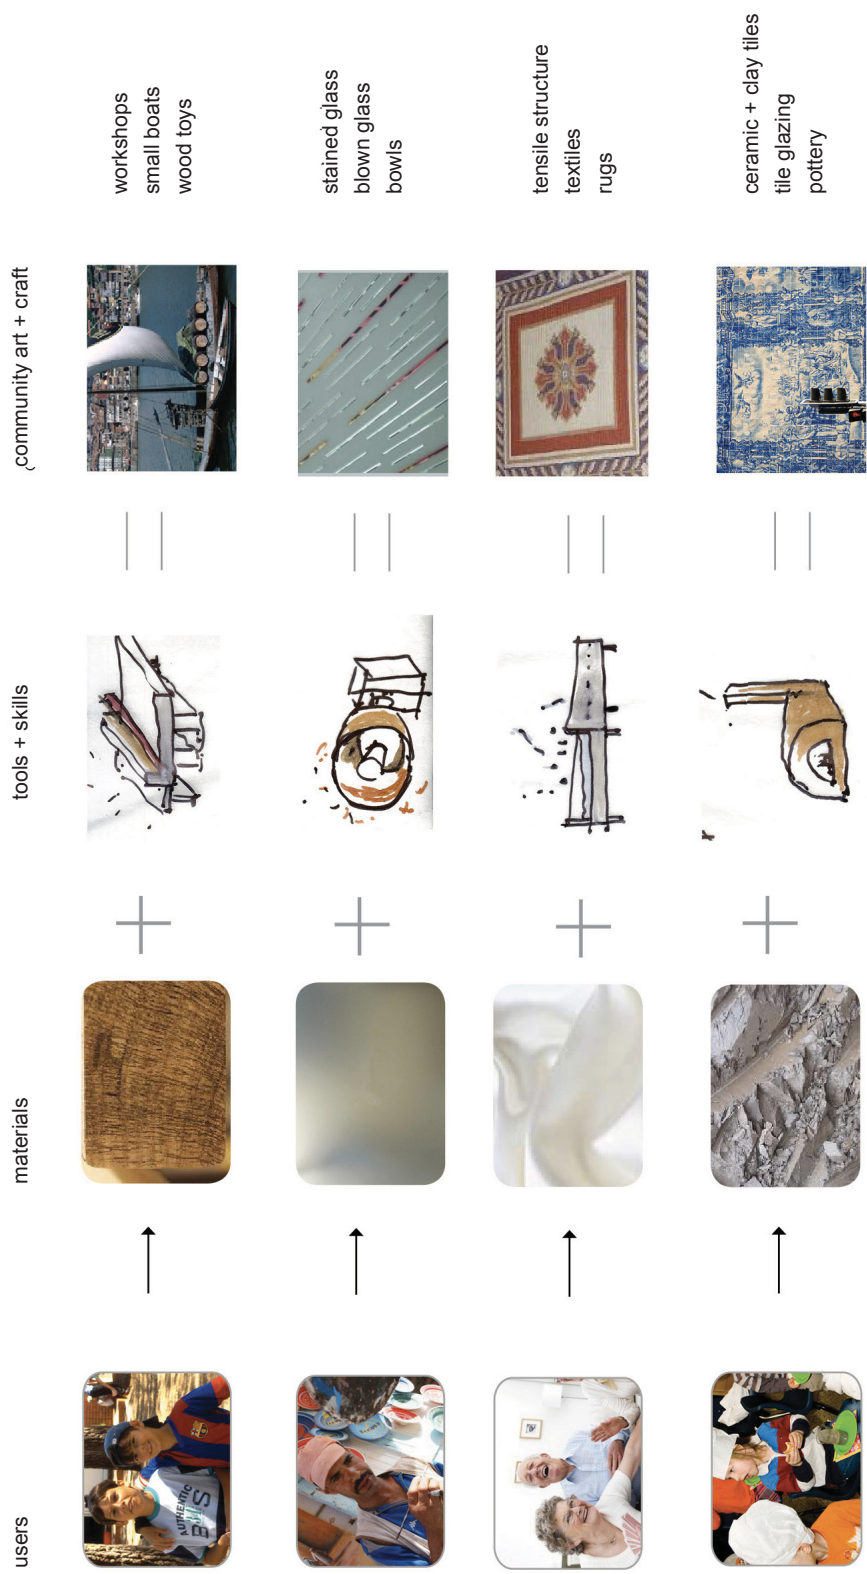 users
materials
tools + skills
community art + craft
AUTHENTIC
workshops
small boats
wood toys
stained glass
blown glass
bowls
tensile structure
textiles
rugs
ceramic + clay tiles
tile glazing
pottery